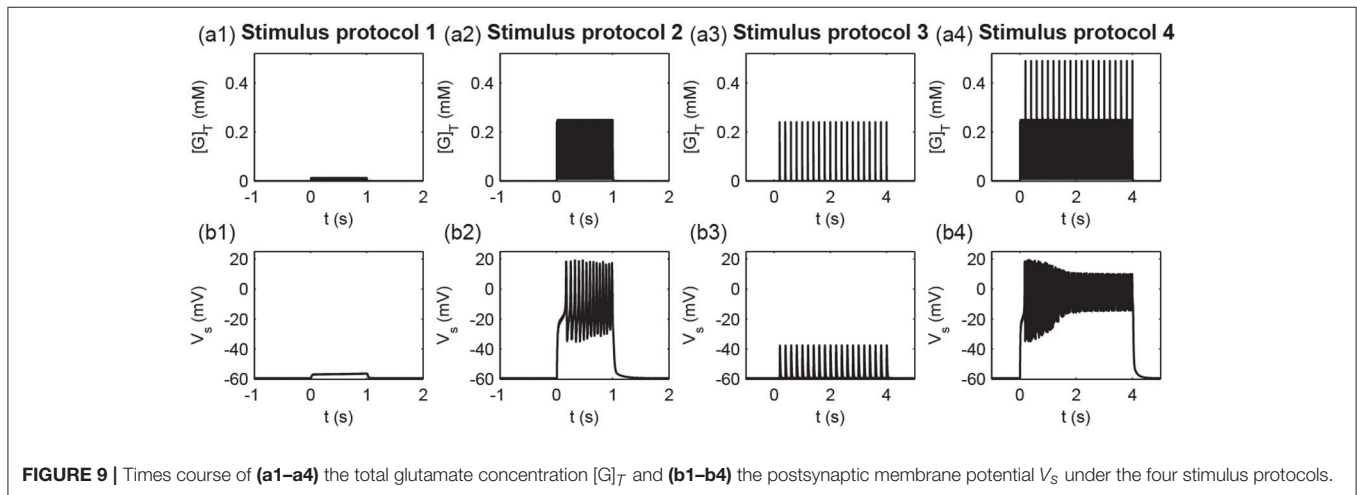 (a1) Stimulus protocol 1 (a2) Stimulus protocol 2 (a3) Stimulus protocol 3 (a4) Stimulus protocol 4
[G]T (mM) [G]T (mM) [G]T (mM) [G]T (mM)
0.4 0.4 0.4 0.4
0.2 0.2 0.2 0.2
0 0 0 0
-1 0 1 2 -1 0 1 2 0 2 4 0 2 4
t (s) t (s) t (s) t (s)
(b1) (b2) (b3) (b4)
Vs (mV) Vs (mV) Vs (mV) Vs (mV)
20 20 20 20
0 0 0 0
-20 -20 -20 -20
-40 -40 -40 -40
-60 -60 -60 -60
-1 0 1 2 -1 0 1 2 0 2 4 0 2 4
t (s) t (s) t (s) t (s)
FIGURE 9 | Times course of (a1–a4) the total glutamate concentration [G]T and (b1–b4) the postsynaptic membrane potential Vs under the four stimulus protocols.